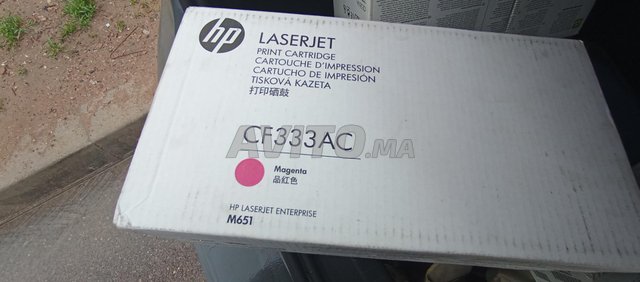 hp
LASERJET
PRINT CARTRIDGE
CARTOUCHE D'IMPRESSION
CARTUCHO DE IMPRESIÓN
TISKOVÁ KAZETA
打印硒鼓
CF333AC
AVITO.MA
Magenta
品红色
HP LASERJET ENTERPRISE
M651